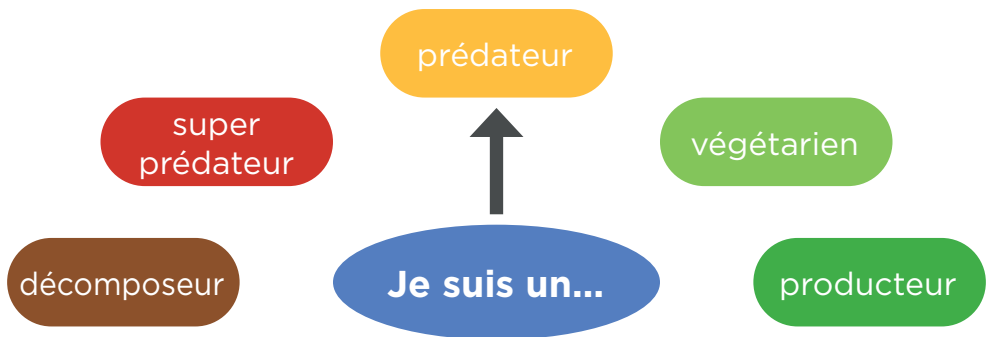 prédateur
super
prédateur
végétarien
décomposeur
Je suis un...
producteur